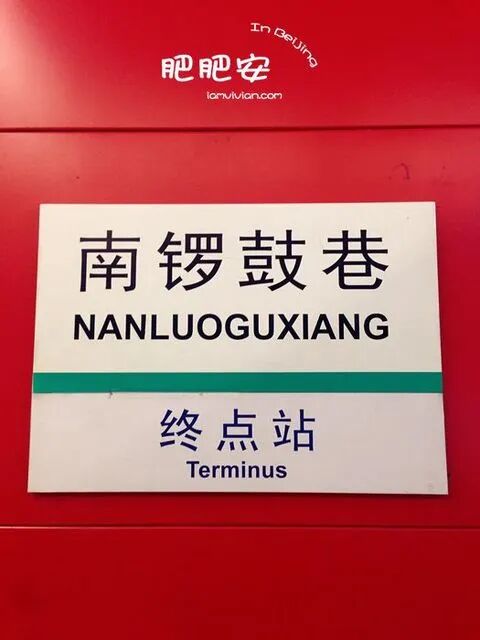 In Beijing
肥肥安
iamvivian.com
南锣鼓巷
NANLUOGUXIANG
终点站
Terminus